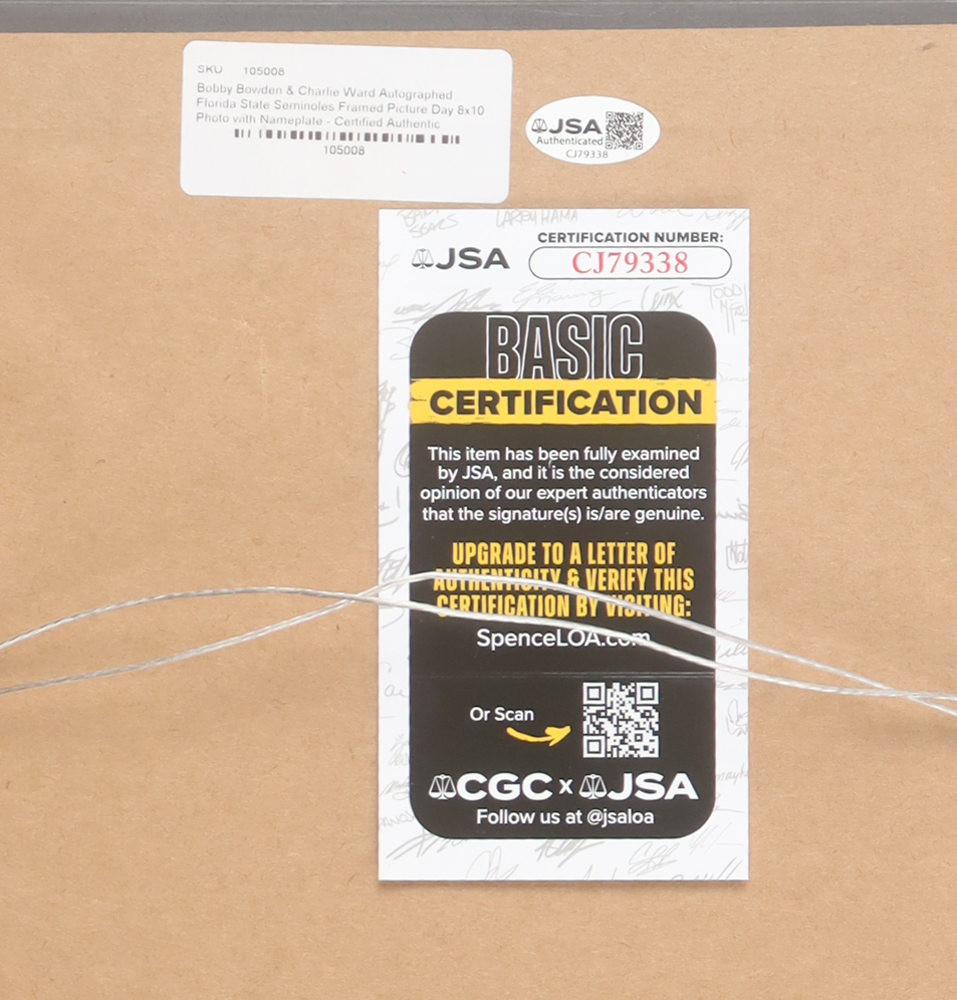 SKU 105008
Bobby Bowden & Charlie Ward Autographed
Florida State Seminoles Framed Picture Day 8x10
Photo with Nameplate - Certified Authentic
105008
JSA
Authenticated
CJ79338
JSA
CERTIFICATION NUMBER:
CJ79338
BASIC
CERTIFICATION
This item has been fully examined
by JSA, and it is the considered
opinion of our expert authenticators
that the signature(s) is/are genuine.
UPGRADE TO A LETTER OF
AUTHENTICITY & VERIFY THIS
CERTIFICATION BY VISITING:
SpenceLOA.com
Or Scan
CGC x JSA
Follow us at @jsaloa